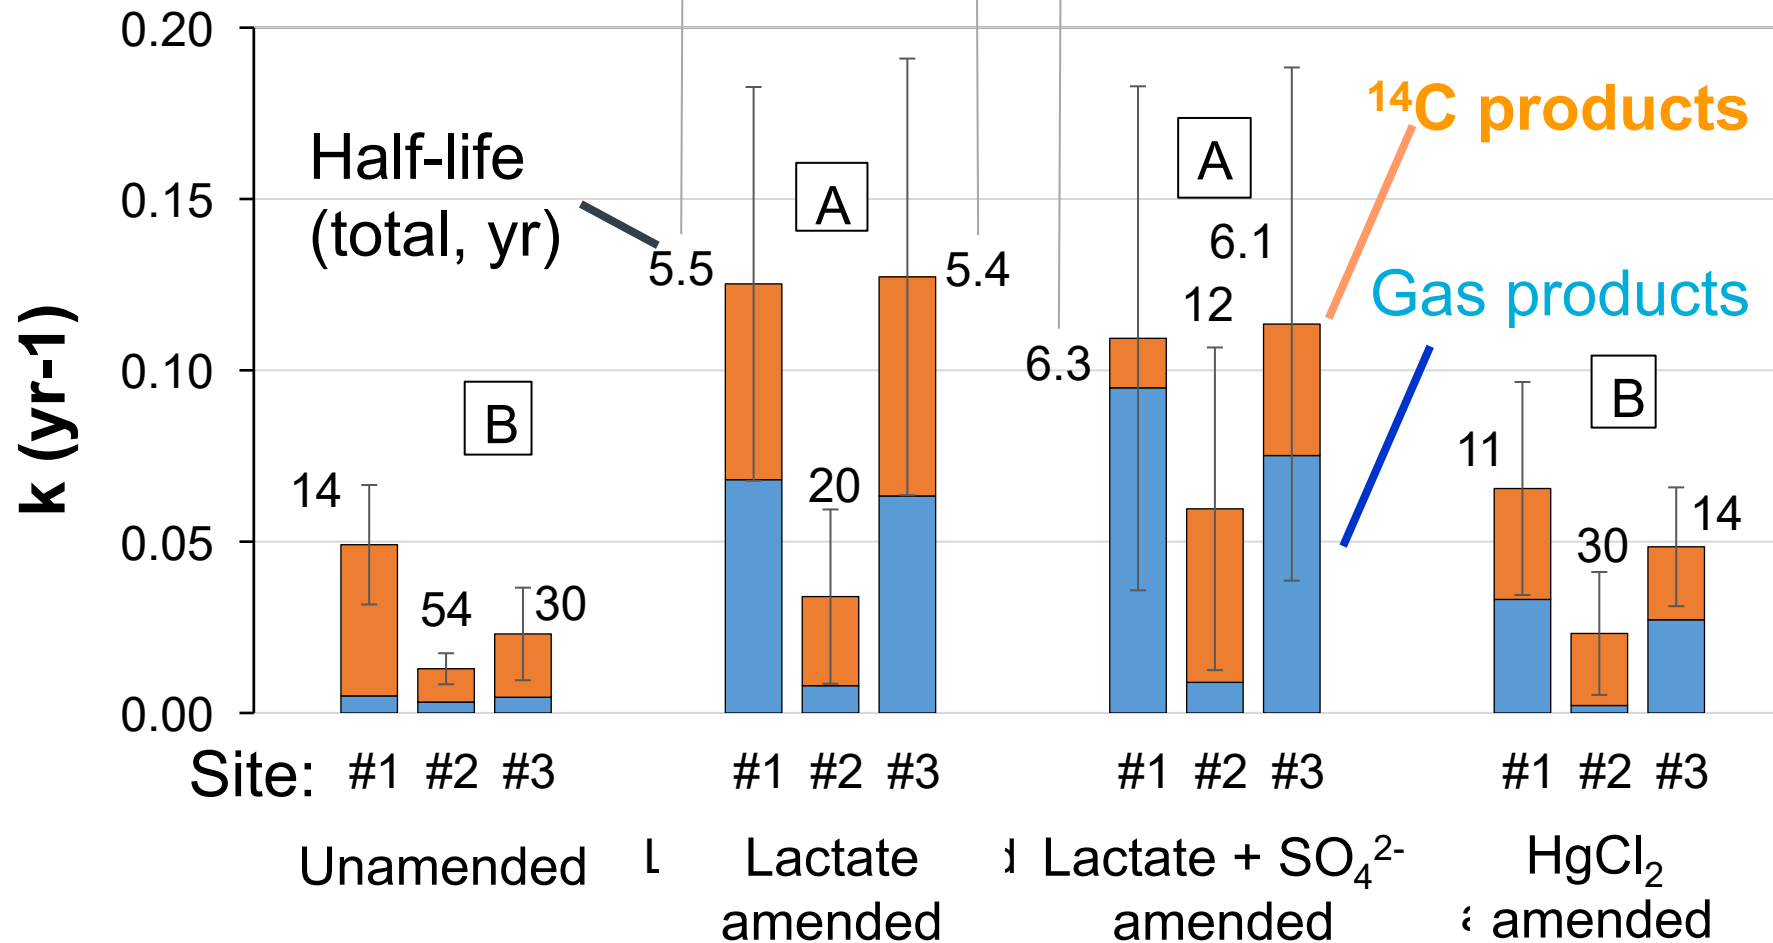 0.20
0.15
0.10
0.05
0.00
k (yr-1)
Half-life
(total, yr)
¹⁴C products
Gas products
B
A
A
B
14
54
30
5.5
20
5.4
6.3
12
6.1
11
30
14
Site: #1 #2 #3 #1 #2 #3 #1 #2 #3 #1 #2 #3
Unamended
Lactate
amended
Lactate + SO₄²⁻
amended
HgCl₂
amended